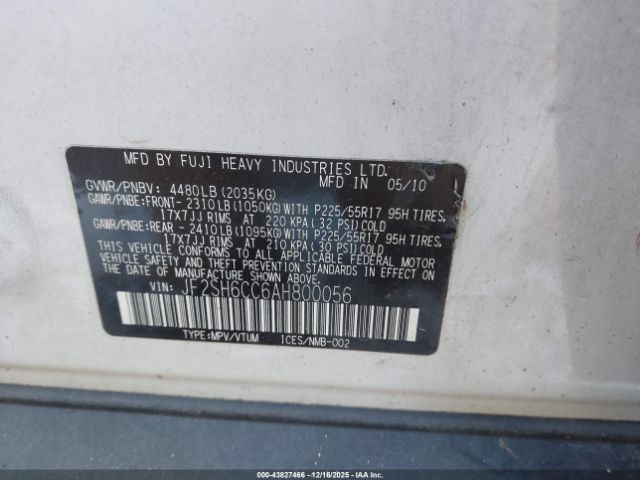 MFD BY FUJI HEAVY INDUSTRIES LTD.
GVWR/PNBV: 4480LB (2035KG) MFD IN 05/10
GAWR/PNBE:FRONT- 2310LB (1050KG) WITH P225/55R17 95H TIRES,
17X7JJ RIMS AT 220 KPA ( 32 PSI) COLD
GAWR/PNBE:REAR - 2410LB (1095KG) WITH P225/55R17 95H TIRES,
17X7JJ RIMS AT 210 KPA ( 30 PSI) COLD
THIS VEHICLE CONFORMS TO ALL APPLICABLE FEDERAL MOTOR
VEHICLE SAFETY AND THEFT PREVENTION STANDARDS IN EFFECT
ON THE DATE OF MANUFACTURE SHOWN ABOVE.
VIN: JF2SH6CC6AH800056
TYPE:MPV/VTUM ICES/NMB-002
00-43827466 - 12/16/2025 - IAAI.COM